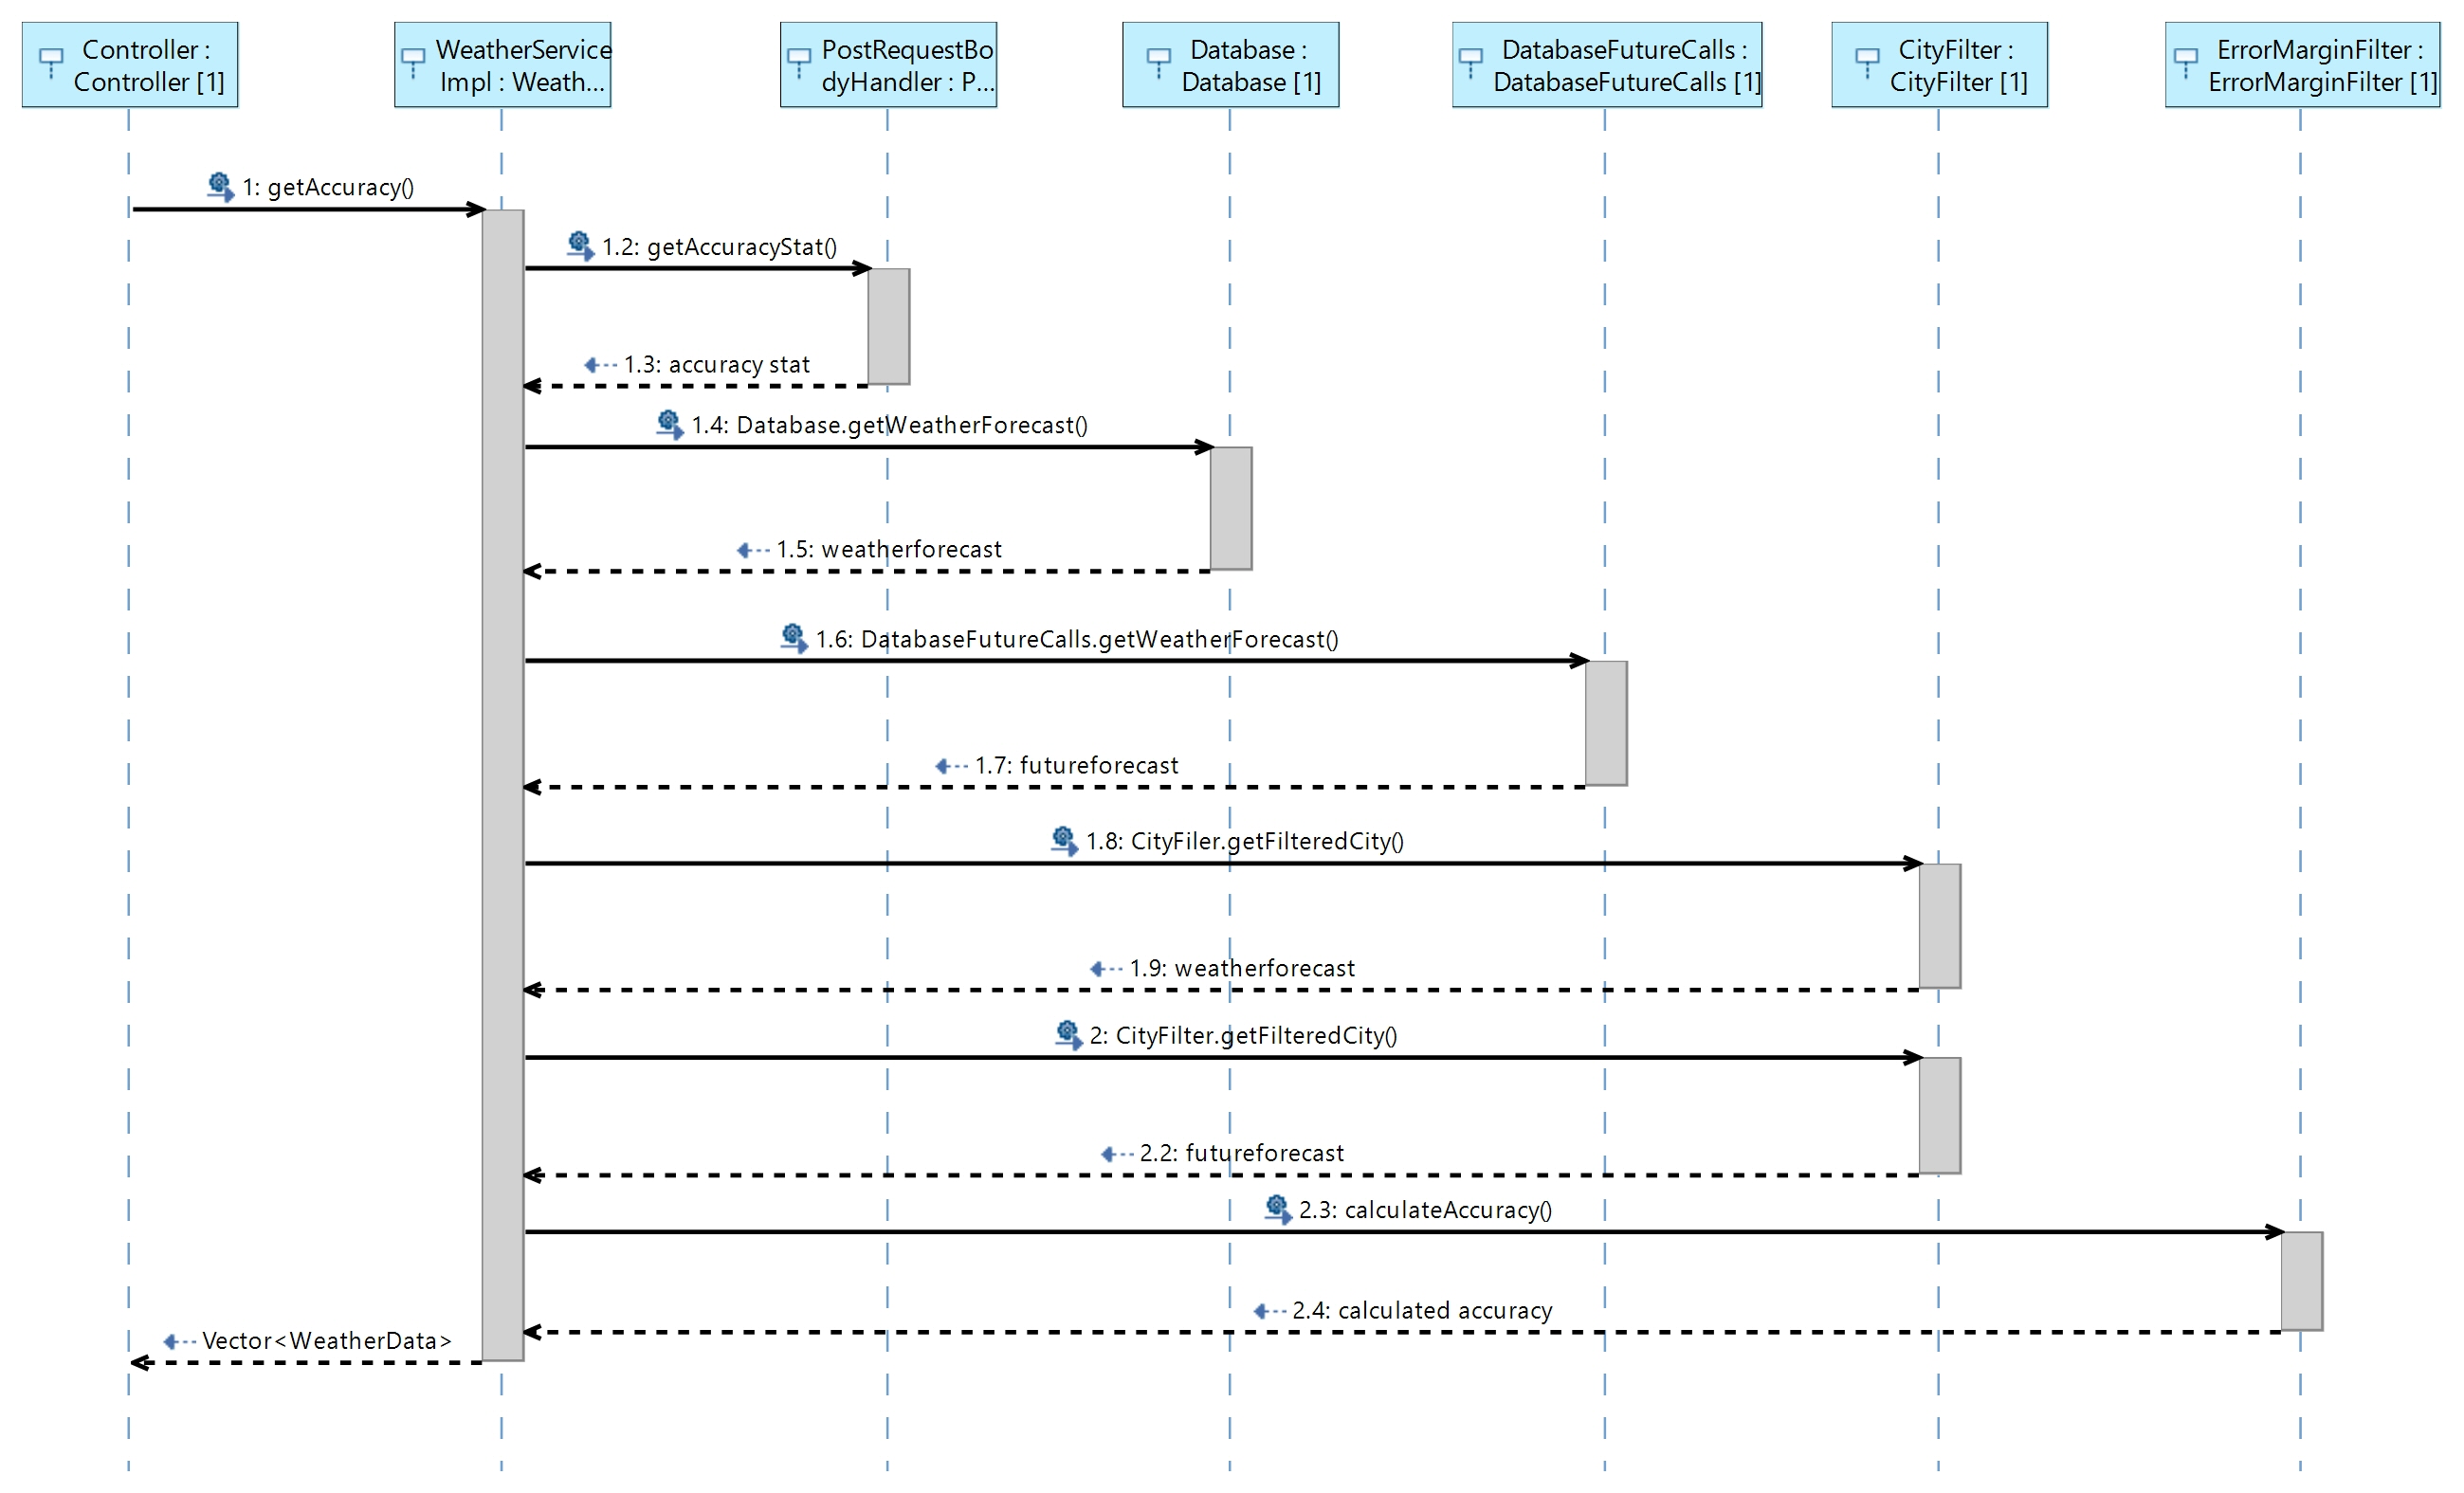 Controller :
Controller [1]
WeatherService
Impl : Weath...
PostRequestBo
dyHandler : P...
Database :
Database [1]
DatabaseFutureCalls :
DatabaseFutureCalls [1]
CityFilter :
CityFilter [1]
ErrorMarginFilter :
ErrorMarginFilter [1]
1: getAccuracy()
1.2: getAccuracyStat()
1.3: accuracy stat
1.4: Database.getWeatherForecast()
1.5: weatherforecast
1.6: DatabaseFutureCalls.getWeatherForecast()
1.7: futureforecast
1.8: CityFiler.getFilteredCity()
1.9: weatherforecast
2: CityFilter.getFilteredCity()
2.2: futureforecast
2.3: calculateAccuracy()
2.4: calculated accuracy
Vector<WeatherData>